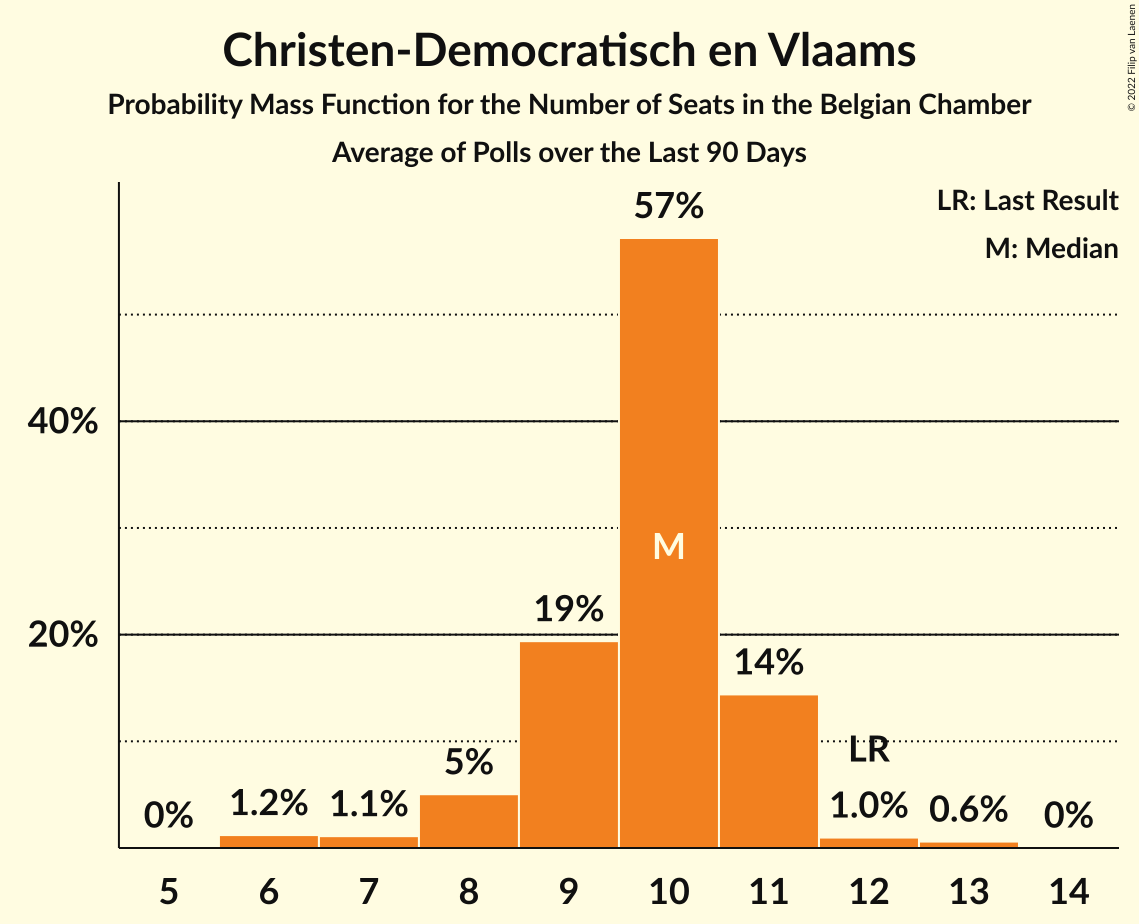 Christen-Democratisch en Vlaams
Probability Mass Function for the Number of Seats in the Belgian Chamber
Average of Polls over the Last 90 Days
© 2022 Filip van Laenen
LR: Last Result
M: Median
57%
40%
M
19%
20%
14%
LR
5%
0%
1.2%
1.1%
1.0%
0.6%
0%
5 6 7 8 9 10 11 12 13 14